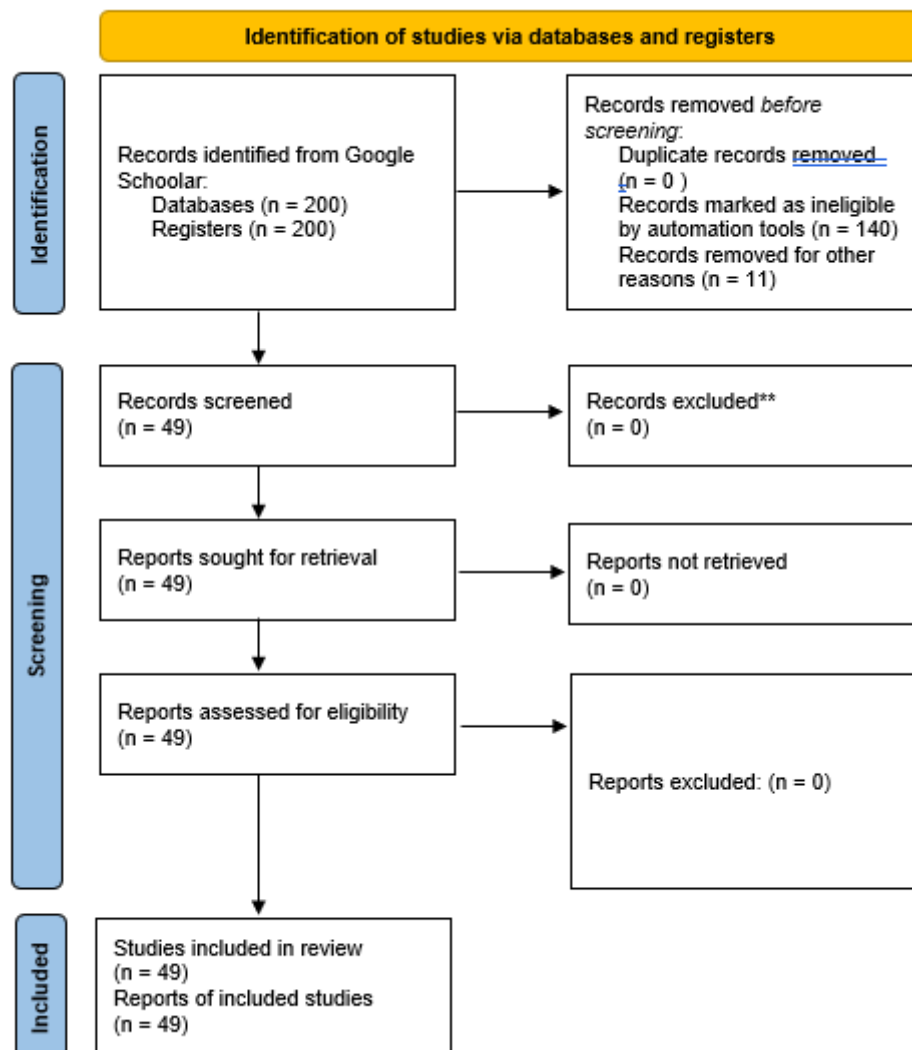 Identification of studies via databases and registers
Identification
Records identified from Google
Schoolar:
Databases (n = 200)
Registers (n = 200)
Records removed before
screening:
Duplicate records removed
(n = 0 )
Records marked as ineligible
by automation tools (n = 140)
Records removed for other
reasons (n = 11)
Screening
Records screened
(n = 49)
Records excluded**
(n = 0)
Reports sought for retrieval
(n = 49)
Reports not retrieved
(n = 0)
Reports assessed for eligibility
(n = 49)
Reports excluded: (n = 0)
Included
Studies included in review
(n = 49)
Reports of included studies
(n = 49)